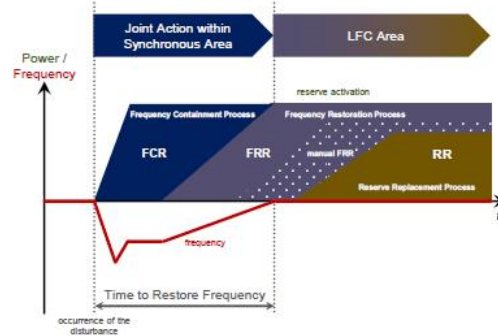 Joint Action within
Synchronous Area
LFC Area
Power /
Frequency
reserve activation
Frequency Containment Process
Frequency Restoration Process
FCR
FRR
manual FRR
RR
Reserve Replacement Process
t
frequency
Time to Restore Frequency
occurrence of the
disturbance